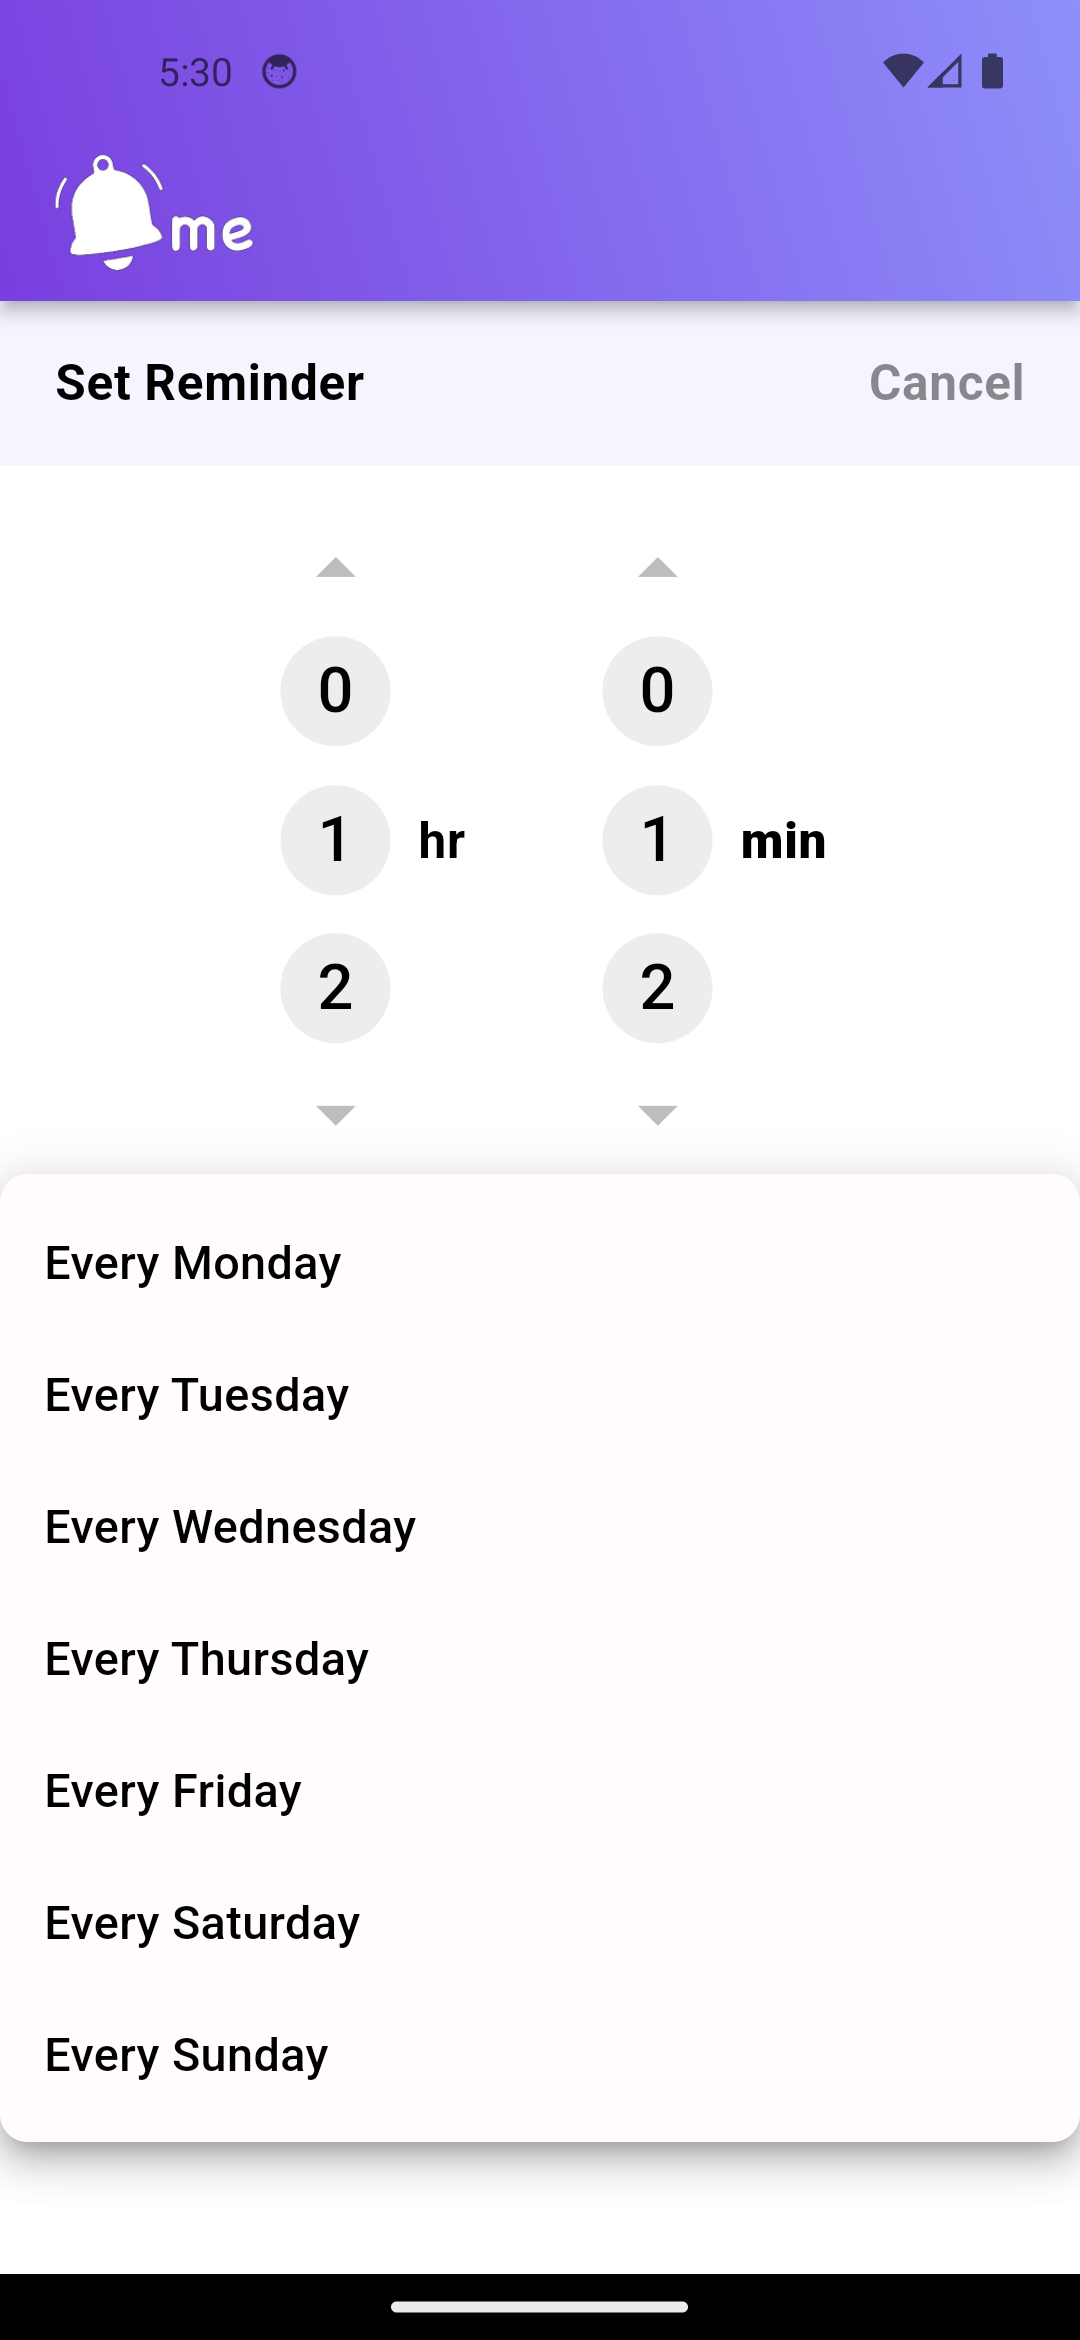 5:30
me
Set Reminder Cancel
0 0
1 hr 1 min
2 2
Every Monday
Every Tuesday
Every Wednesday
Every Thursday
Every Friday
Every Saturday
Every Sunday